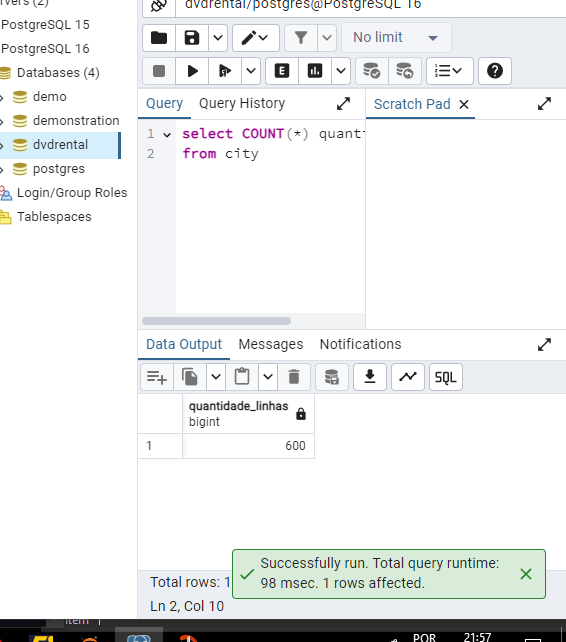 dvdrental/postgres@PostgreSQL 16
PostgreSQL 15
PostgreSQL 16
Databases (4)
demo
demonstration
dvdrental
postgres
Login/Group Roles
Tablespaces
No limit
E
Query
Query History
Scratch Pad
1 select COUNT(*) quant
2 from city
Data Output
Messages
Notifications
SQL
quantidade_linhas
bigint
1
600
Successfully run. Total query runtime:
98 msec. 1 rows affected.
Total rows: 1
Ln 2, Col 10
POR
21:57